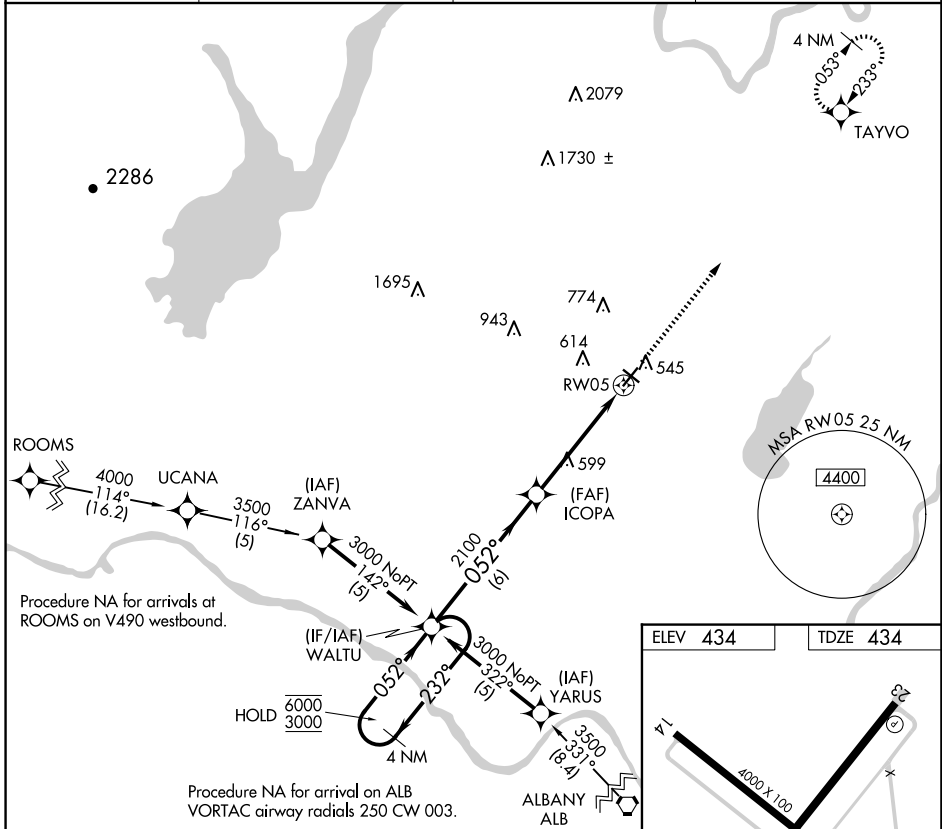 4 NM
053°
233°
TAYVO
2079
1730 ±
2286
1695
943
774
614
545
RW05
MSA RW05 25 NM
4400
ROOMS
4000
114°
(16.2)
UCANA
3500
116°
(5)
(IAF)
ZANVA
3000 NoPT
142°
(5)
599
(FAF)
ICOPA
2100
052°
(6)
Procedure NA for arrivals at
ROOMS on V490 westbound.
(IF/IAF)
WALTU
052°
232°
3000 NoPT
322°
(5)
(IAF)
YARUS
HOLD 6000
3000
4 NM
3500
331°
(8.4)
ALBANY
ALB
Procedure NA for arrival on ALB
VORTAC airway radials 250 CW 003.
ELEV 434
TDZE 434
14
23
P
4000 X 100
X